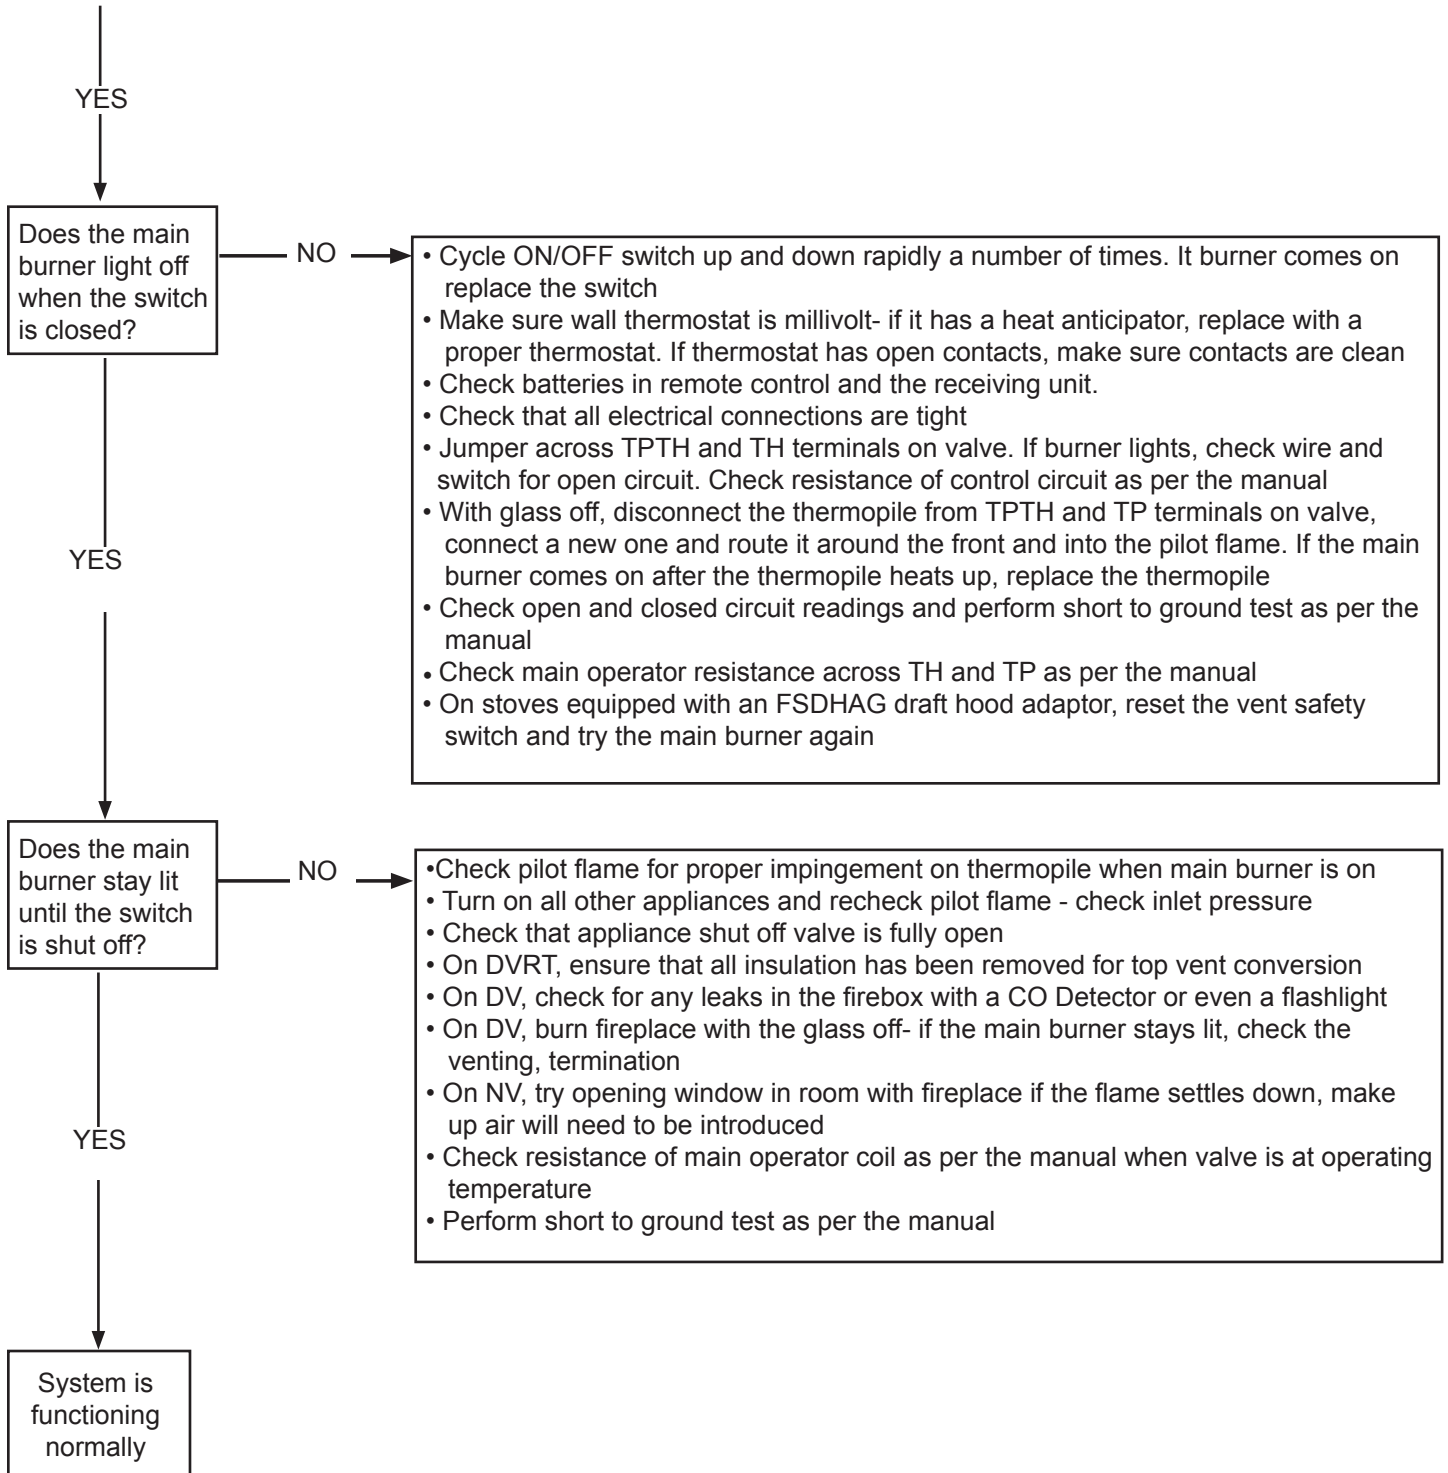 YES
Does the main
burner light off
when the switch
is closed?
NO
• Cycle ON/OFF switch up and down rapidly a number of times. It burner comes on
replace the switch
• Make sure wall thermostat is millivolt- if it has a heat anticipator, replace with a
proper thermostat. If thermostat has open contacts, make sure contacts are clean
• Check batteries in remote control and the receiving unit.
• Check that all electrical connections are tight
• Jumper across TPTH and TH terminals on valve. If burner lights, check wire and
switch for open circuit. Check resistance of control circuit as per the manual
• With glass off, disconnect the thermopile from TPTH and TP terminals on valve,
connect a new one and route it around the front and into the pilot flame. If the main
burner comes on after the thermopile heats up, replace the thermopile
• Check open and closed circuit readings and perform short to ground test as per the
manual
• Check main operator resistance across TH and TP as per the manual
• On stoves equipped with an FSDHAG draft hood adaptor, reset the vent safety
switch and try the main burner again
YES
Does the main
burner stay lit
until the switch
is shut off?
NO
•Check pilot flame for proper impingement on thermopile when main burner is on
• Turn on all other appliances and recheck pilot flame - check inlet pressure
• Check that appliance shut off valve is fully open
• On DVRT, ensure that all insulation has been removed for top vent conversion
• On DV, check for any leaks in the firebox with a CO Detector or even a flashlight
• On DV, burn fireplace with the glass off- if the main burner stays lit, check the
venting, termination
• On NV, try opening window in room with fireplace if the flame settles down, make
up air will need to be introduced
• Check resistance of main operator coil as per the manual when valve is at operating
temperature
• Perform short to ground test as per the manual
YES
System is
functioning
normally